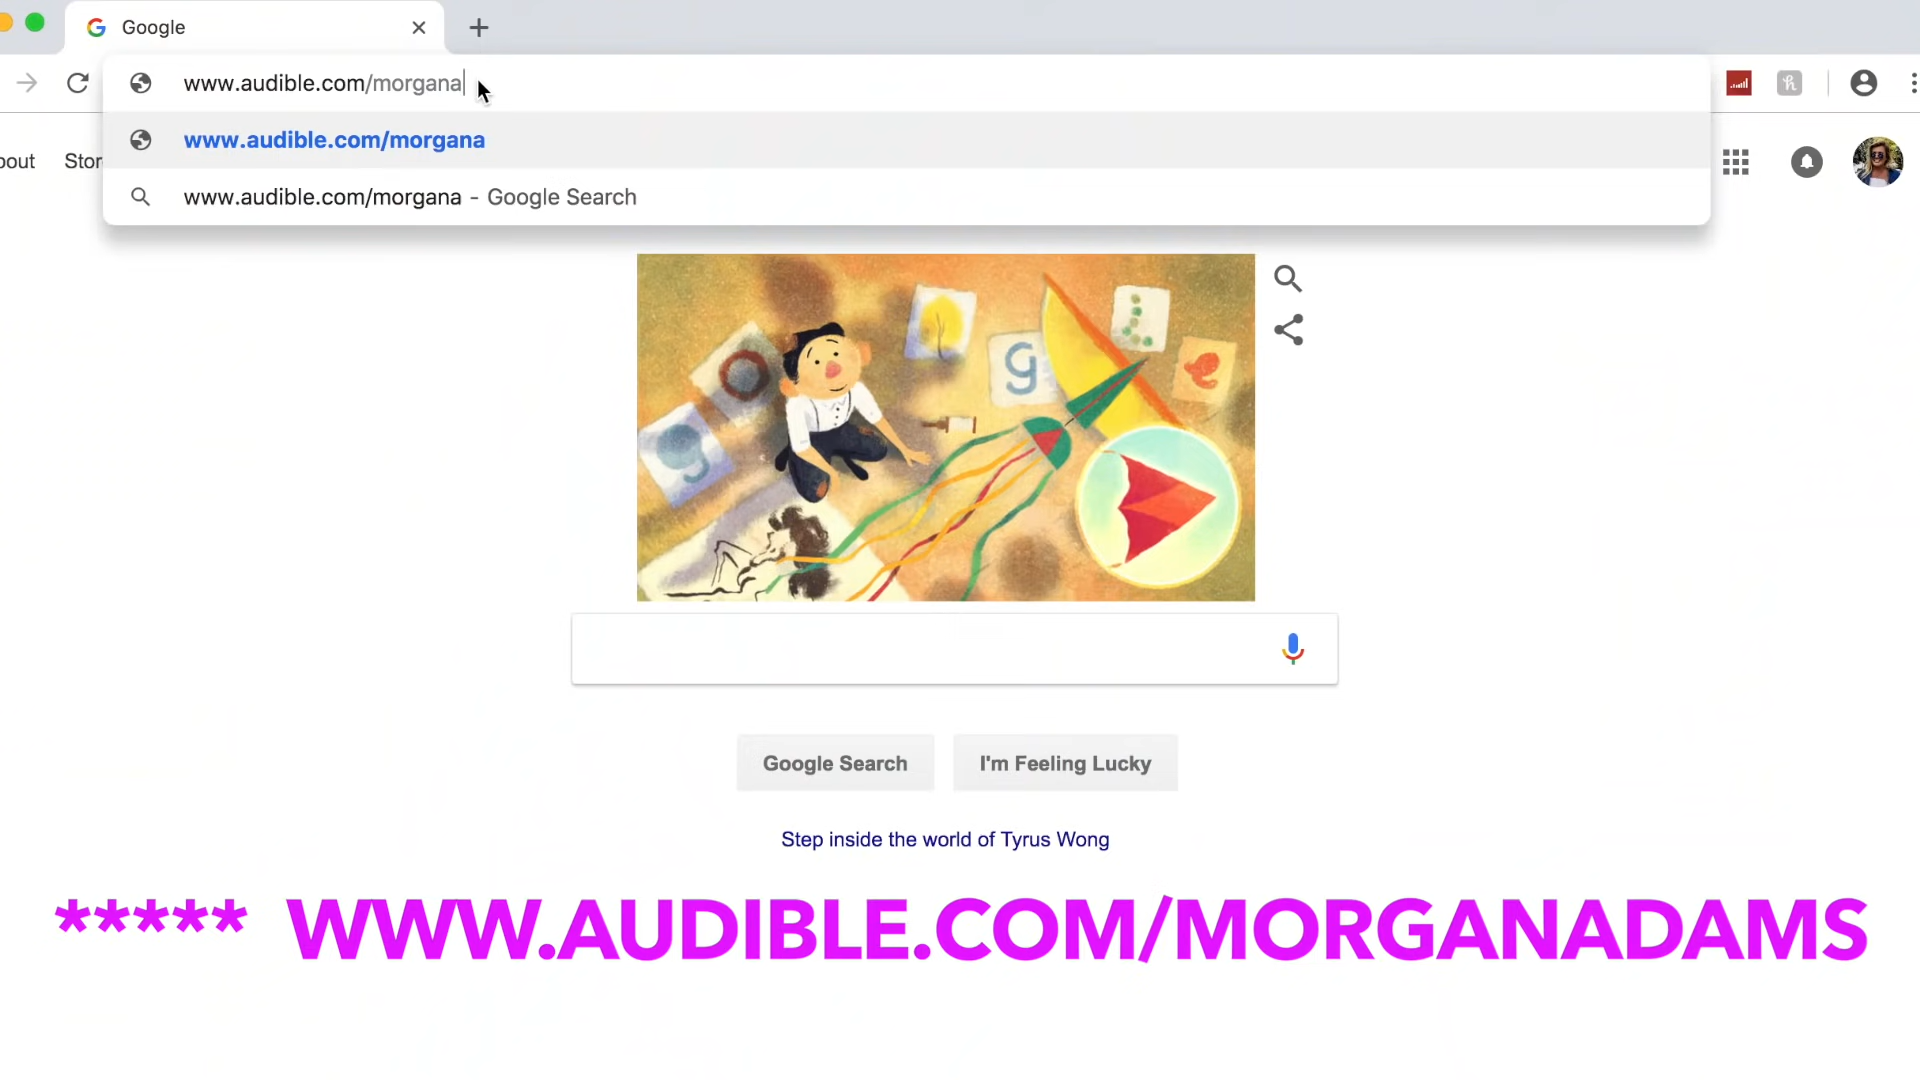 Google
www.audible.com/morgana
www.audible.com/morgana
www.audible.com/morgana - Google Search
bout Stor
g o g e
Google Search I'm Feeling Lucky
Step inside the world of Tyrus Wong
***** WWW.AUDIBLE.COM/MORGANADAMS